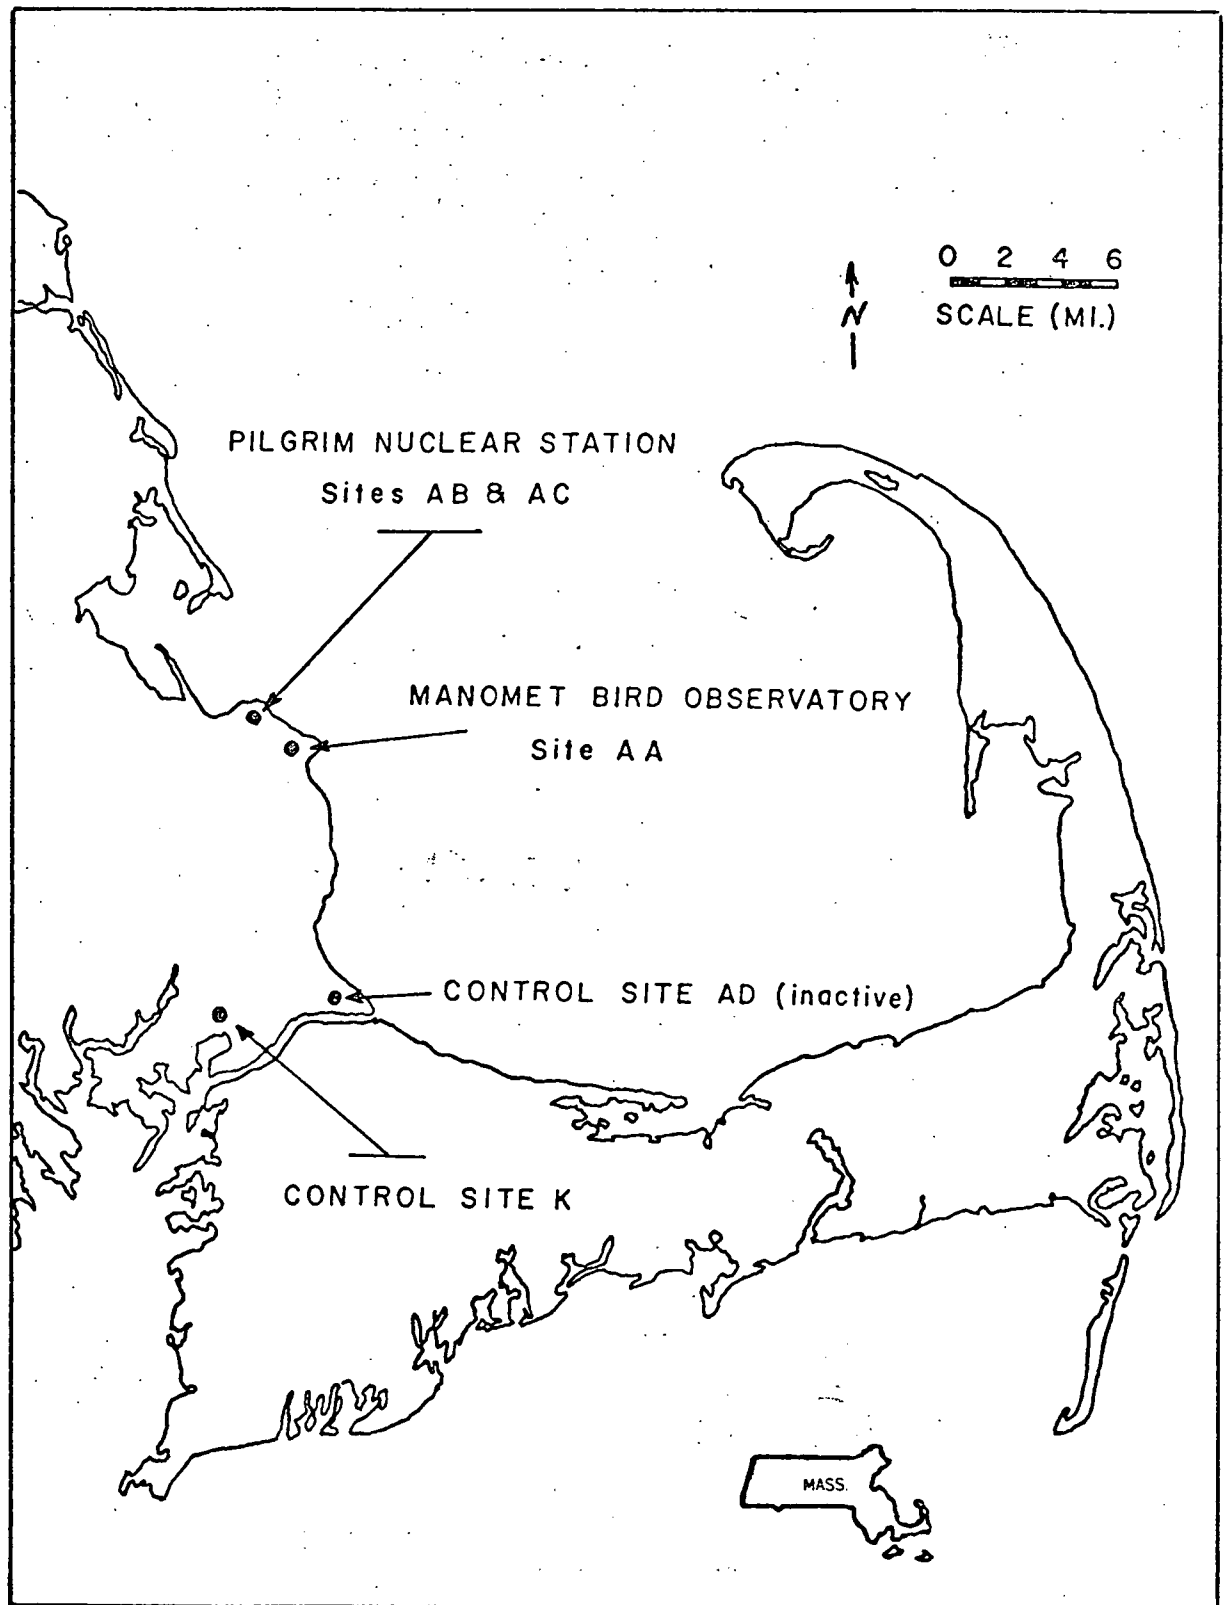 0 2 4 6
SCALE (MI.)
N
PILGRIM NUCLEAR STATION
Sites AB & AC
MANOMET BIRD OBSERVATORY
Site AA
CONTROL SITE AD (inactive)
CONTROL SITE K
MASS.